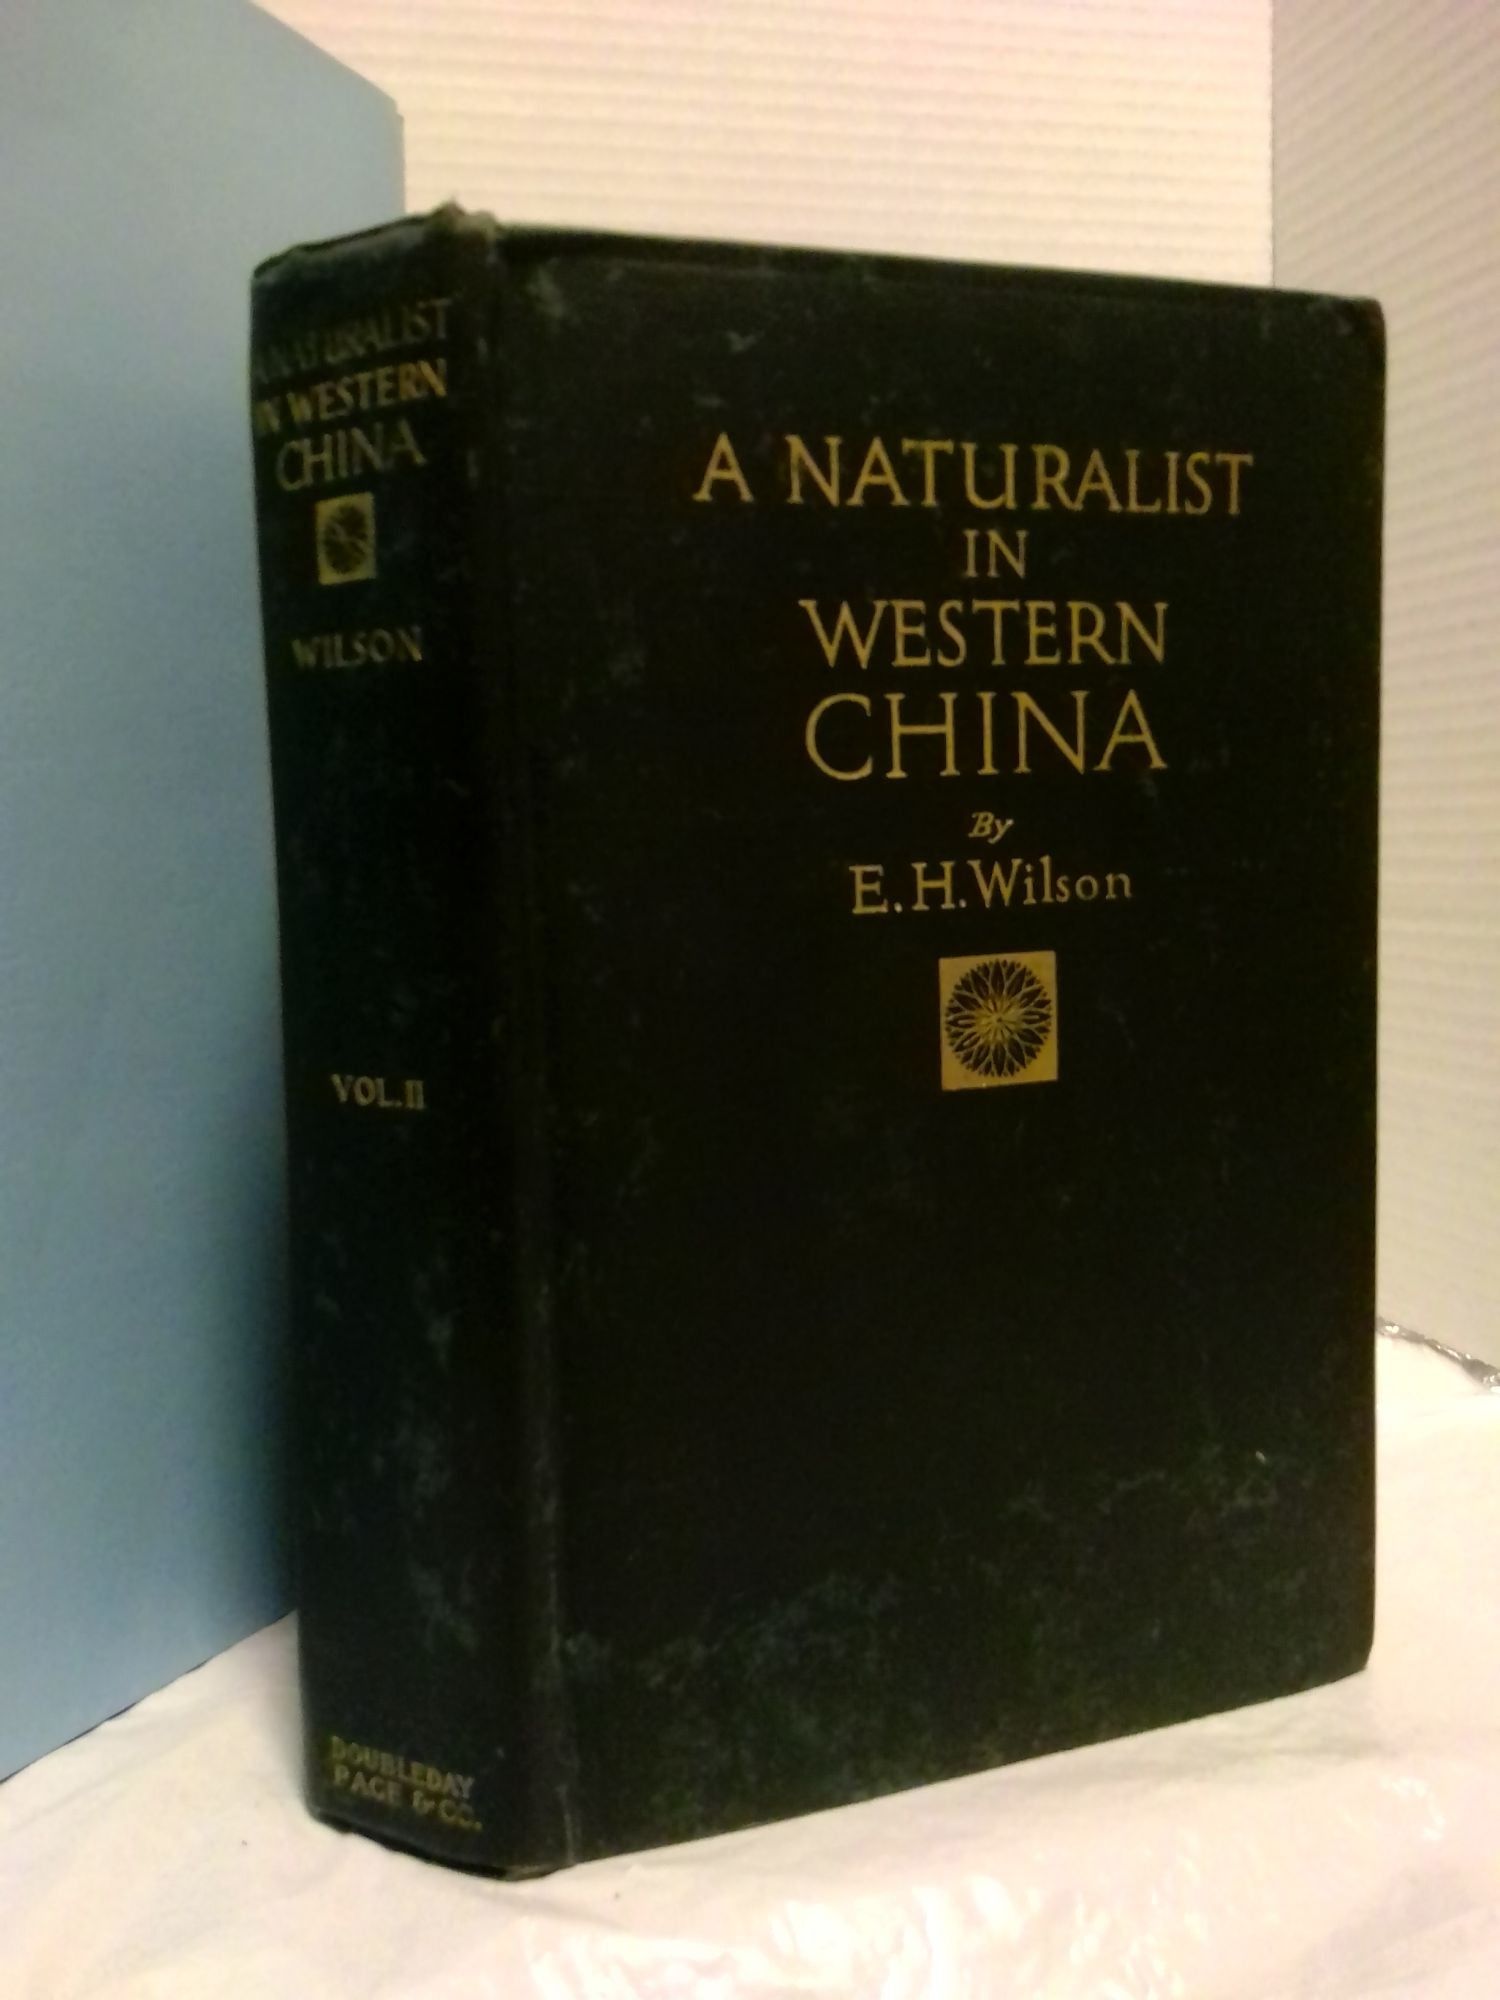 A NATURALIST
IN WESTERN
CHINA
WILSON
VOL. II
DOUBLEDAY
PAGE & CO.
A NATURALIST
IN
WESTERN
CHINA
By
E. H. Wilson